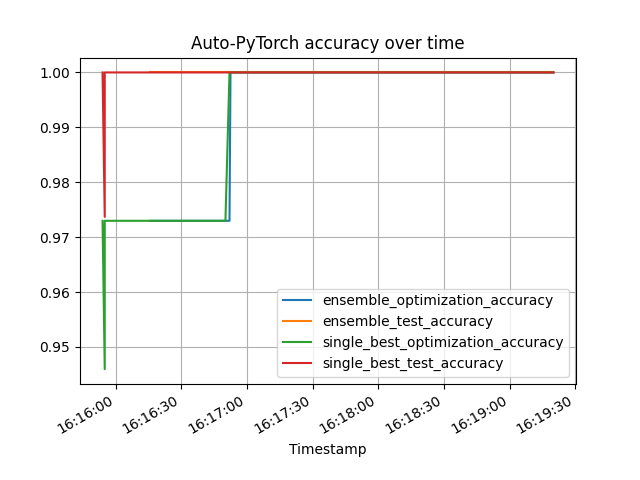 Auto-PyTorch accuracy over time
1.00
0.99
0.98
0.97
0.96
0.95
ensemble_optimization_accuracy
ensemble_test_accuracy
single_best_optimization_accuracy
single_best_test_accuracy
16:16:00
16:16:30
16:17:00
16:17:30
16:18:00
16:18:30
16:19:00
16:19:30
Timestamp